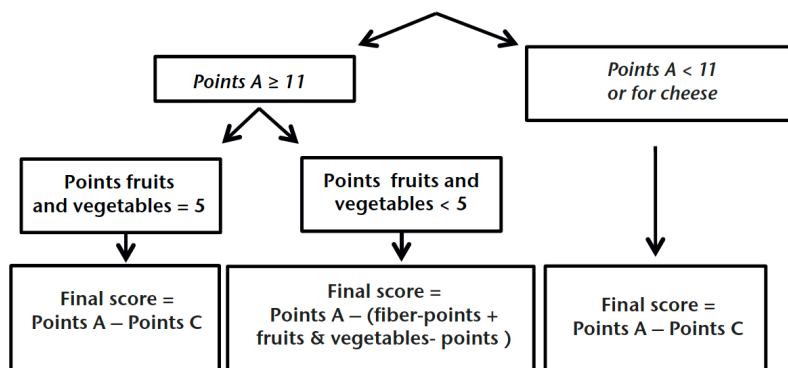 Points A ≥ 11
Points A < 11
or for cheese
Points fruits
and vegetables = 5
Points  fruits and
vegetables < 5
Final score =
Points A – Points C
Final score =
Points A – (fiber-points +
fruits & vegetables- points )
Final score =
Points A – Points C